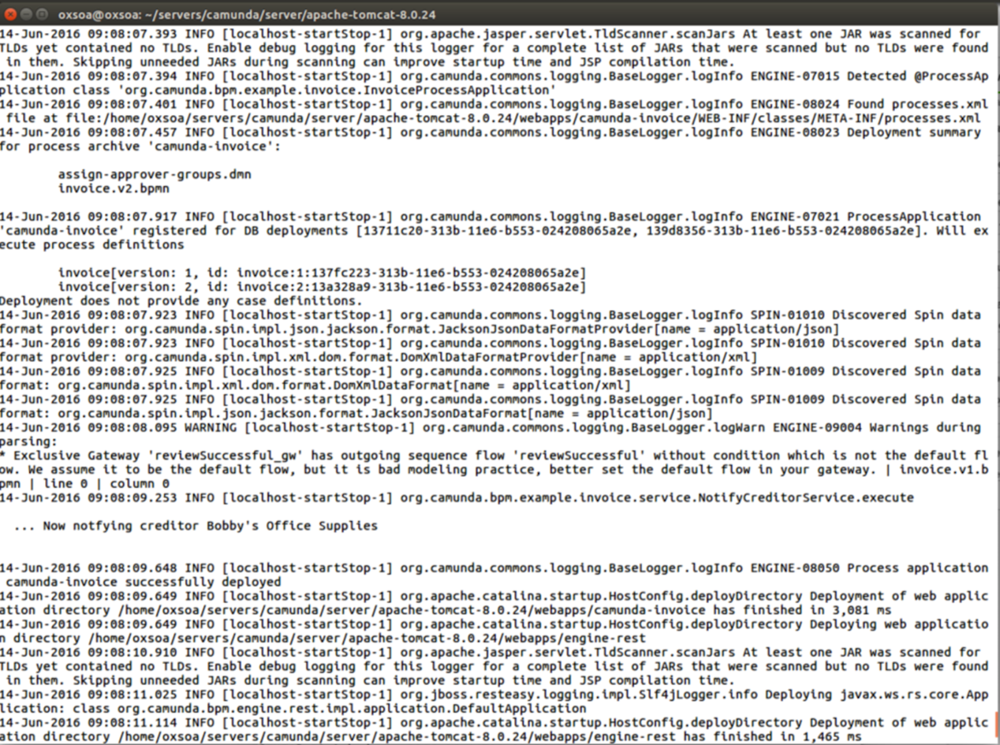 oxsoa@oxsoa: ~/servers/camunda/server/apache-tomcat-8.0.24
14-Jun-2016 09:08:07.393 INFO [localhost-startStop-1] org.apache.jasper.servlet.TldScanner.scanJars At least one JAR was scanned for
TLDs yet contained no TLDs. Enable debug logging for this logger for a complete list of JARs that were scanned but no TLDs were found
in them. Skipping unneeded JARs during scanning can improve startup time and JSP compilation time.
14-Jun-2016 09:08:07.394 INFO [localhost-startStop-1] org.camunda.commons.logging.BaseLogger.logInfo ENGINE-07015 Detected @ProcessAp
plication class 'org.camunda.bpm.example.invoice.InvoiceProcessApplication'
14-Jun-2016 09:08:07.401 INFO [localhost-startStop-1] org.camunda.commons.logging.BaseLogger.logInfo ENGINE-08024 Found processes.xml
file at file:/home/oxsoa/servers/camunda/server/apache-tomcat-8.0.24/webapps/camunda-invoice/WEB-INF/classes/META-INF/processes.xml
14-Jun-2016 09:08:07.457 INFO [localhost-startStop-1] org.camunda.commons.logging.BaseLogger.logInfo ENGINE-08023 Deployment summary
for process archive 'camunda-invoice':
assign-approver-groups.dmn
invoice.v2.bpmn
14-Jun-2016 09:08:07.917 INFO [localhost-startStop-1] org.camunda.commons.logging.BaseLogger.logInfo ENGINE-07021 ProcessApplication
'camunda-invoice' registered for DB deployments [13711c20-313b-11e6-b553-024208065a2e, 139d8356-313b-11e6-b553-024208065a2e]. Will ex
ecute process definitions
invoice[version: 1, id: invoice:1:137fc223-313b-11e6-b553-024208065a2e]
invoice[version: 2, id: invoice:2:13a328a9-313b-11e6-b553-024208065a2e]
Deployment does not provide any case definitions.
14-Jun-2016 09:08:07.923 INFO [localhost-startStop-1] org.camunda.commons.logging.BaseLogger.logInfo SPIN-01010 Discovered Spin data
format provider: org.camunda.spin.impl.json.jackson.format.JacksonJsonDataFormatProvider[name = application/json]
14-Jun-2016 09:08:07.923 INFO [localhost-startStop-1] org.camunda.commons.logging.BaseLogger.logInfo SPIN-01010 Discovered Spin data
format provider: org.camunda.spin.impl.xml.dom.format.DomXmlDataFormatProvider[name = application/xml]
14-Jun-2016 09:08:07.925 INFO [localhost-startStop-1] org.camunda.commons.logging.BaseLogger.logInfo SPIN-01009 Discovered Spin data
format: org.camunda.spin.impl.xml.dom.format.DomXmlDataFormat[name = application/xml]
14-Jun-2016 09:08:07.925 INFO [localhost-startStop-1] org.camunda.commons.logging.BaseLogger.logInfo SPIN-01009 Discovered Spin data
format: org.camunda.spin.impl.json.jackson.format.JacksonJsonDataFormat[name = application/json]
14-Jun-2016 09:08:08.095 WARNING [localhost-startStop-1] org.camunda.commons.logging.BaseLogger.logWarn ENGINE-09004 Warnings during
parsing:
* Exclusive Gateway 'reviewSuccessful_gw' has outgoing sequence flow 'reviewSuccessful' without condition which is not the default fl
ow. We assume it to be the default flow, but it is bad modeling practice, better set the default flow in your gateway. | invoice.v1.b
pmn | line 0 | column 0
14-Jun-2016 09:08:09.253 INFO [localhost-startStop-1] org.camunda.bpm.example.invoice.service.NotifyCreditorService.execute
... Now notfying creditor Bobby's Office Supplies
14-Jun-2016 09:08:09.648 INFO [localhost-startStop-1] org.camunda.commons.logging.BaseLogger.logInfo ENGINE-08050 Process application
camunda-invoice successfully deployed
14-Jun-2016 09:08:09.649 INFO [localhost-startStop-1] org.apache.catalina.startup.HostConfig.deployDirectory Deployment of web applic
ation directory /home/oxsoa/servers/camunda/server/apache-tomcat-8.0.24/webapps/camunda-invoice has finished in 3,081 ms
14-Jun-2016 09:08:09.649 INFO [localhost-startStop-1] org.apache.catalina.startup.HostConfig.deployDirectory Deploying web applicatio
n directory /home/oxsoa/servers/camunda/server/apache-tomcat-8.0.24/webapps/engine-rest
14-Jun-2016 09:08:10.910 INFO [localhost-startStop-1] org.apache.jasper.servlet.TldScanner.scanJars At least one JAR was scanned for
TLDs yet contained no TLDs. Enable debug logging for this logger for a complete list of JARs that were scanned but no TLDs were found
in them. Skipping unneeded JARs during scanning can improve startup time and JSP compilation time.
14-Jun-2016 09:08:11.025 INFO [localhost-startStop-1] org.jboss.resteasy.logging.impl.Slf4jLogger.info Deploying javax.ws.rs.core.App
lication: class org.camunda.bpm.engine.rest.impl.application.DefaultApplication
14-Jun-2016 09:08:11.114 INFO [localhost-startStop-1] org.apache.catalina.startup.HostConfig.deployDirectory Deployment of web applic
ation directory /home/oxsoa/servers/camunda/server/apache-tomcat-8.0.24/webapps/engine-rest has finished in 1,465 ms